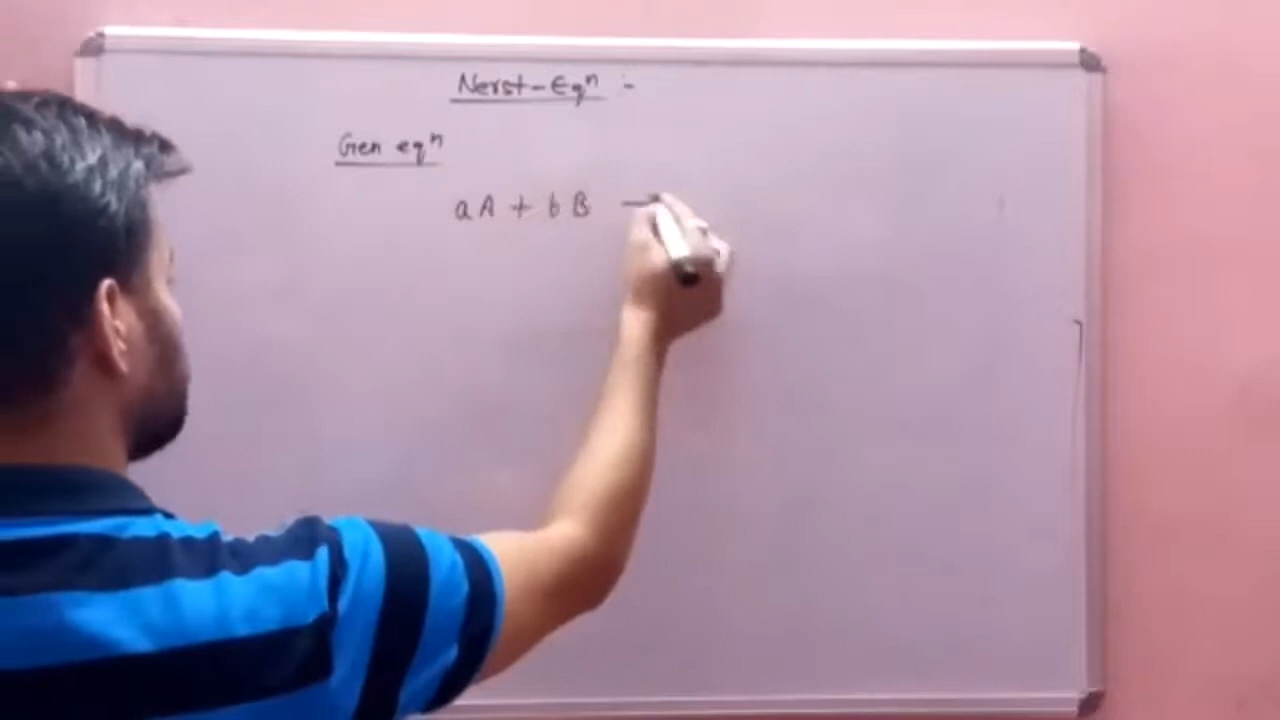 Nerst-Eqⁿ :-
Gen eqⁿ
aA + bB —